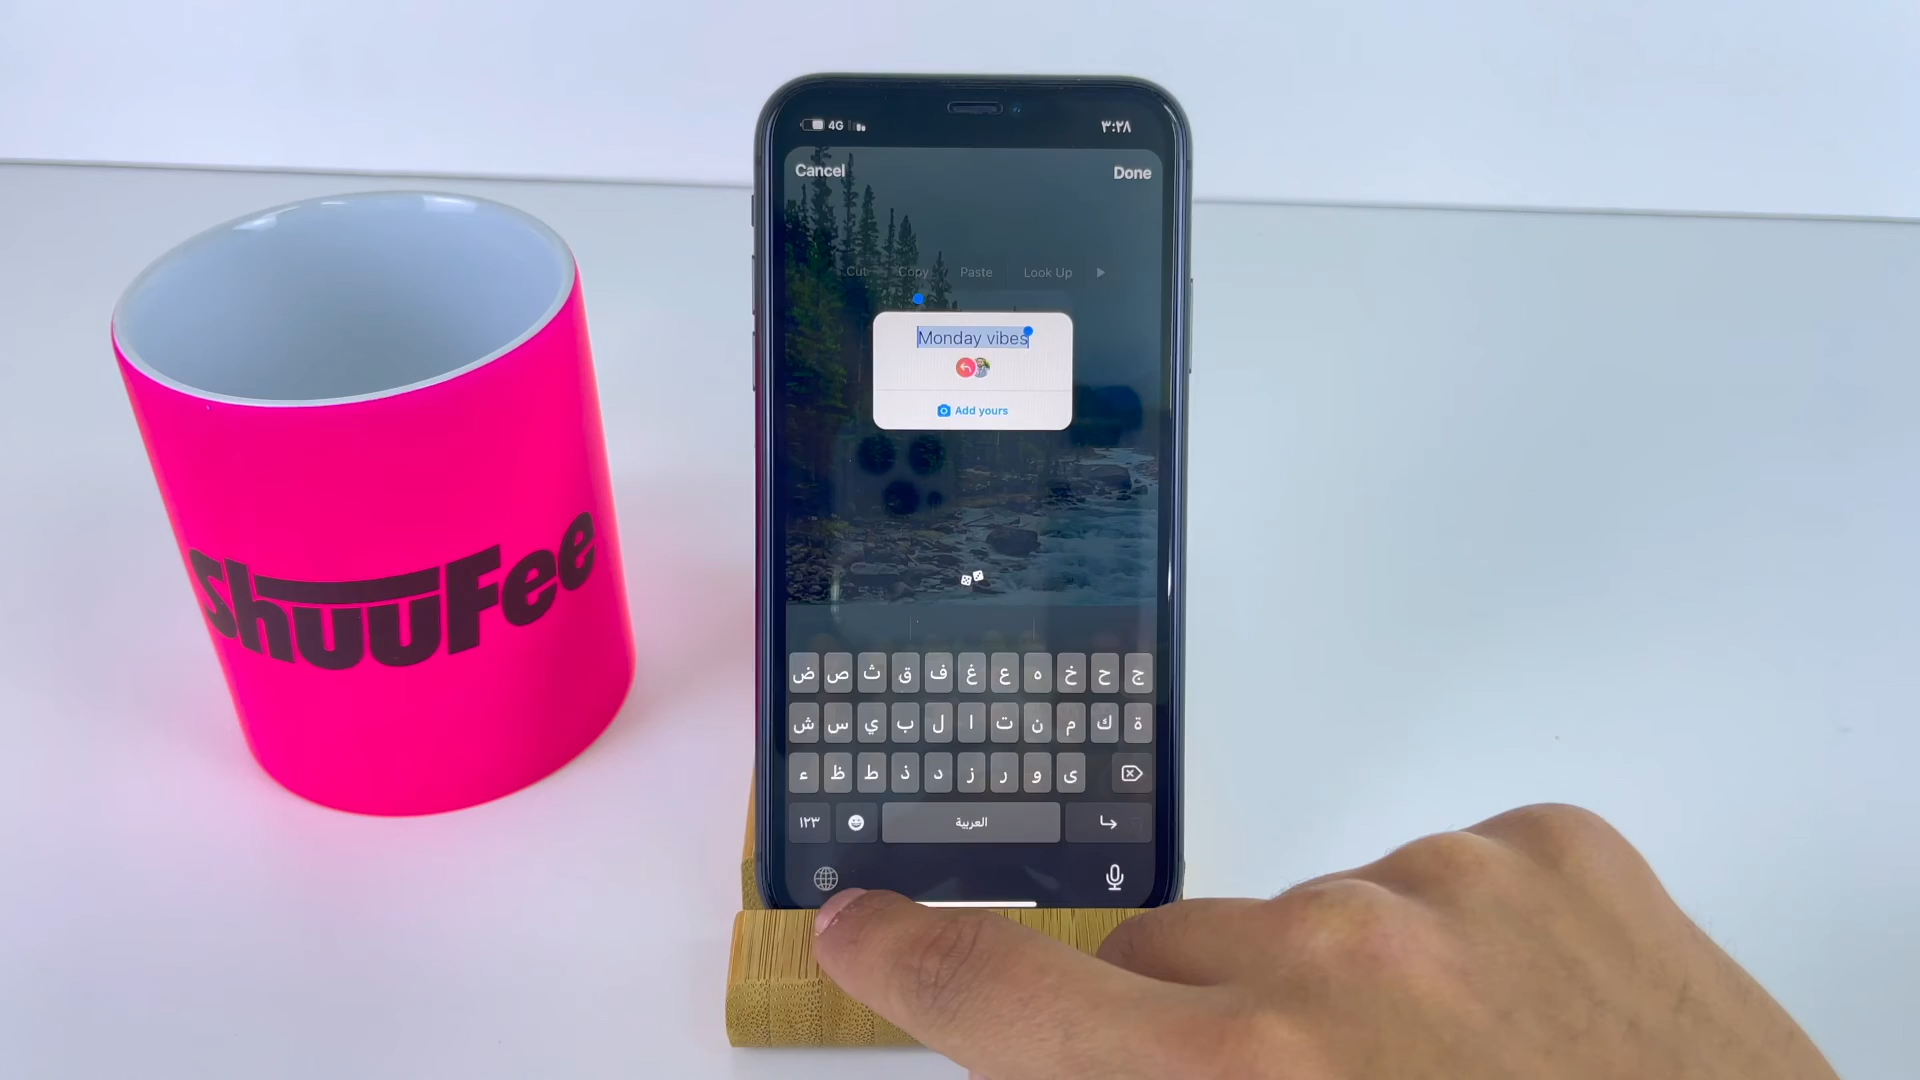 ShuuFee
4G
٣:٢٨
Cancel
Done
Cut
Copy
Paste
Look Up
Monday vibes
Add yours
ض ص ث ق ف غ ع ه خ ح ج
ش س ي ب ل ا ت ن م ك ة
ء ظ ط ذ د ز ر و ى
١٢٣
العربية